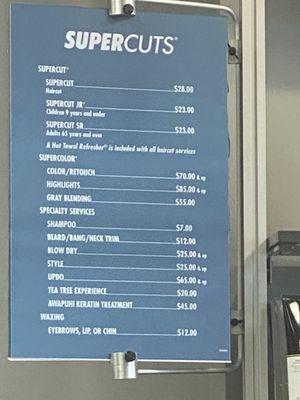 SUPERCUTS®
SUPERCUT®
SUPERCUT $28.00
Haircut
SUPERCUT JR® $23.00
Children 9 years and under
SUPERCUT SR $23.00
Adults 65 years and over
A Hot Towel Refresher® is included with all haircut services
SUPERCOLOR®
COLOR/RETOUCH $70.00 & up
HIGHLIGHTS $85.00 & up
GRAY BLENDING $55.00
SPECIALTY SERVICES
SHAMPOO $7.00
BEARD/BANG/NECK TRIM $12.00
BLOW DRY $25.00 & up
STYLE $25.00 & up
UPDO $65.00 & up
TEA TREE EXPERIENCE $20.00
AWAPUHI KERATIN TREATMENT $45.00
WAXING
EYEBROWS, LIP, OR CHIN $12.00